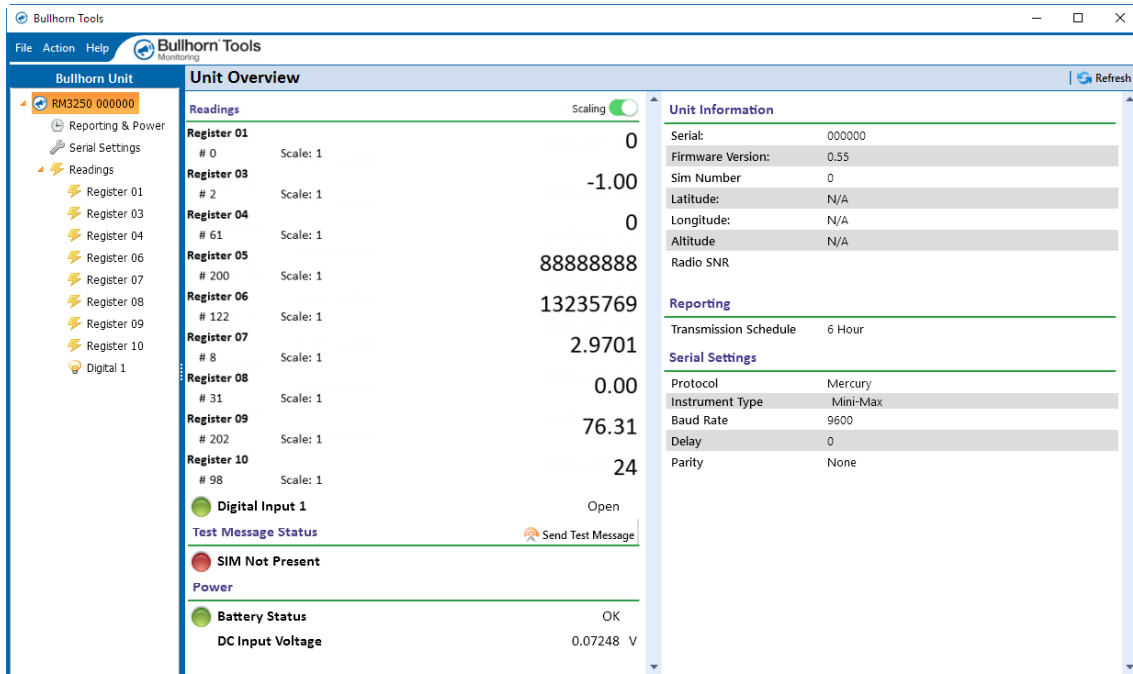 Bullhorn Tools
File Action Help
Bullhorn Tools
Monitoring
Bullhorn Unit
RM3250 000000
Reporting & Power
Serial Settings
Readings
Register 01
Register 03
Register 04
Register 06
Register 07
Register 08
Register 09
Register 10
Digital 1
Unit Overview
Refresh
Readings Scaling
Register 01
# 0 Scale: 1 0
Register 03
# 2 Scale: 1 -1.00
Register 04
# 61 Scale: 1 0
Register 05
# 200 Scale: 1 88888888
Register 06
# 122 Scale: 1 13235769
Register 07
# 8 Scale: 1 2.9701
Register 08
# 31 Scale: 1 0.00
Register 09
# 202 Scale: 1 76.31
Register 10
# 98 Scale: 1 24
Digital Input 1 Open
Test Message Status Send Test Message
SIM Not Present
Power
Battery Status OK
DC Input Voltage 0.07248 V
Unit Information
Serial: 000000
Firmware Version: 0.55
Sim Number 0
Latitude: N/A
Longitude: N/A
Altitude N/A
Radio SNR
Reporting
Transmission Schedule 6 Hour
Serial Settings
Protocol Mercury
Instrument Type Mini-Max
Baud Rate 9600
Delay 0
Parity None